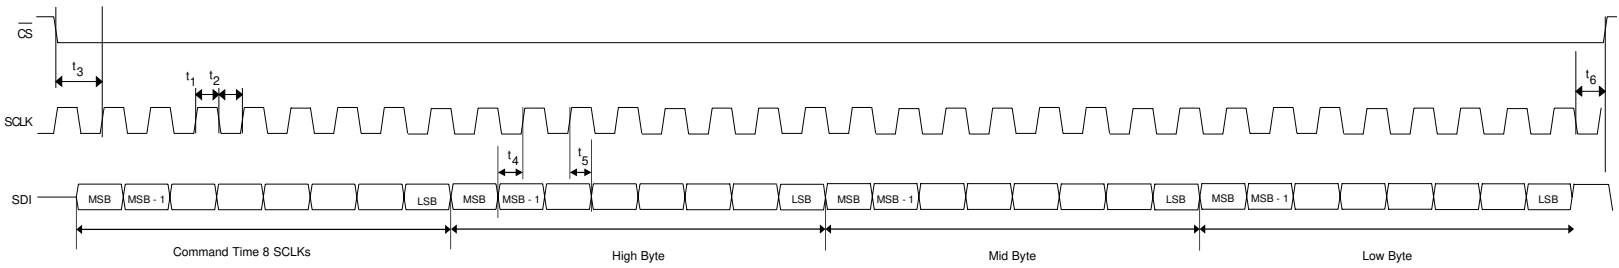 CS
t3
t1 t2
t6
SCLK
t4 t5
SDI MSB MSB - 1 LSB MSB MSB - 1 LSB MSB MSB - 1 LSB MSB MSB - 1 LSB
Command Time 8 SCLKs High Byte Mid Byte Low Byte